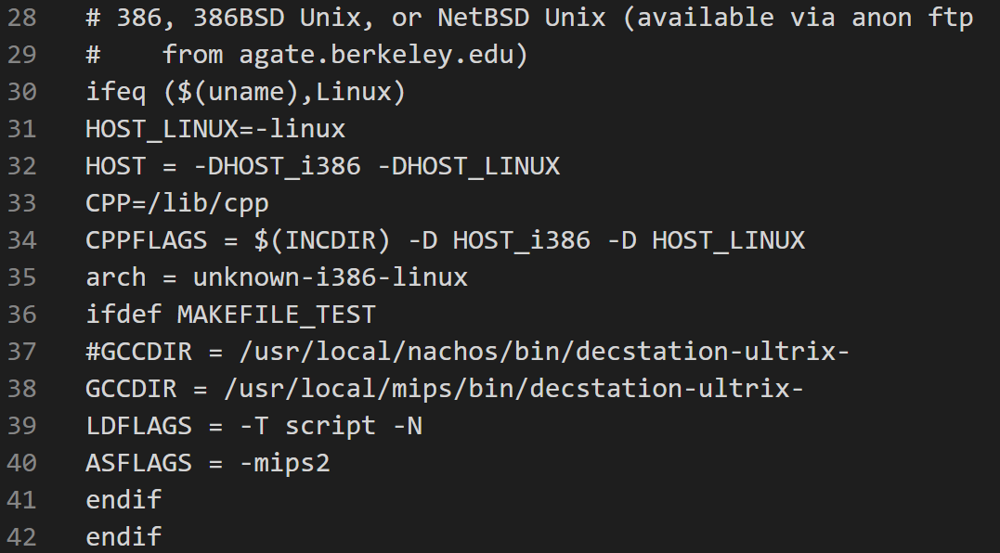 28 # 386, 386BSD Unix, or NetBSD Unix (available via anon ftp
29 #    from agate.berkeley.edu)
30 ifeq ($(uname),Linux)
31 HOST_LINUX=-linux
32 HOST = -DHOST_i386 -DHOST_LINUX
33 CPP=/lib/cpp
34 CPPFLAGS = $(INCDIR) -D HOST_i386 -D HOST_LINUX
35 arch = unknown-i386-linux
36 ifdef MAKEFILE_TEST
37 #GCCDIR = /usr/local/nachos/bin/decstation-ultrix-
38 GCCDIR = /usr/local/mips/bin/decstation-ultrix-
39 LDFLAGS = -T script -N
40 ASFLAGS = -mips2
41 endif
42 endif